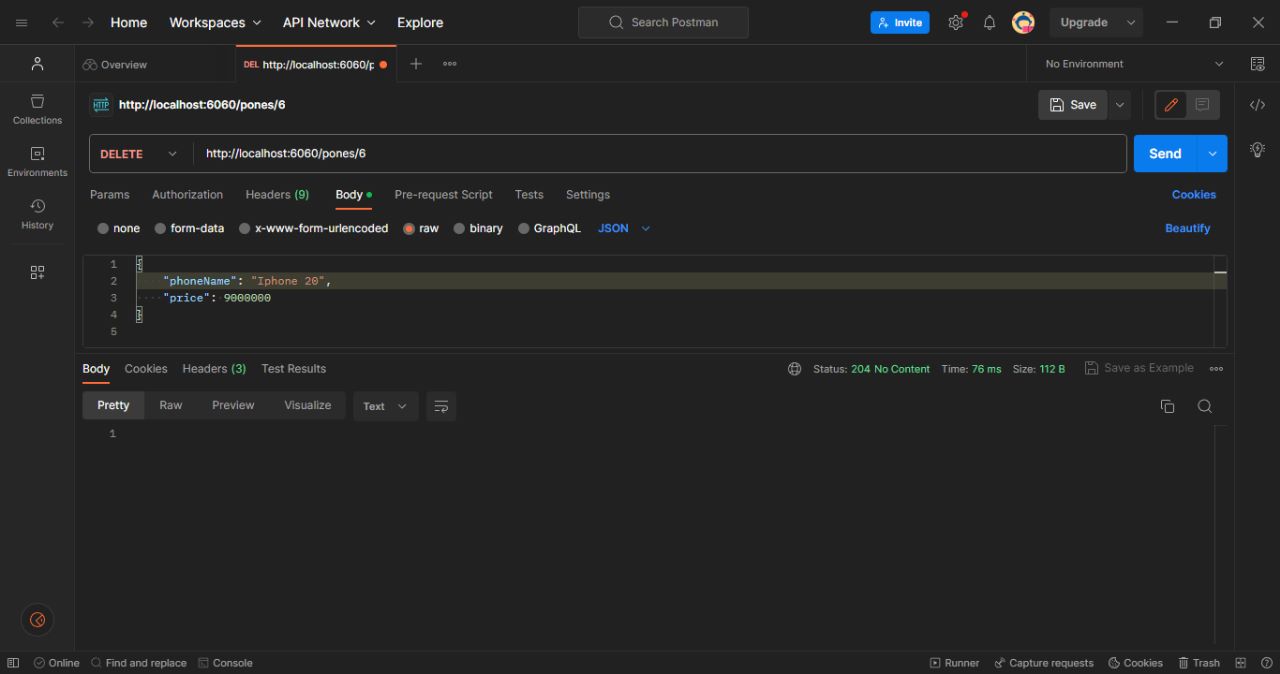 Home Workspaces API Network Explore Search Postman Invite Upgrade
Overview DEL http://localhost:6060/p No Environment
HTTP http://localhost:6060/pones/6 Save
Collections
Environments
History
DELETE http://localhost:6060/pones/6 Send
Params Authorization Headers (9) Body Pre-request Script Tests Settings Cookies
none form-data x-www-form-urlencoded raw binary GraphQL JSON Beautify
1 {
2 "phoneName": "Iphone 20",
3 "price": 9000000
4 }
5
Body Cookies Headers (3) Test Results Status: 204 No Content Time: 76 ms Size: 112 B Save as Example
Pretty Raw Preview Visualize Text
1
Online Find and replace Console Runner Capture requests Cookies Trash